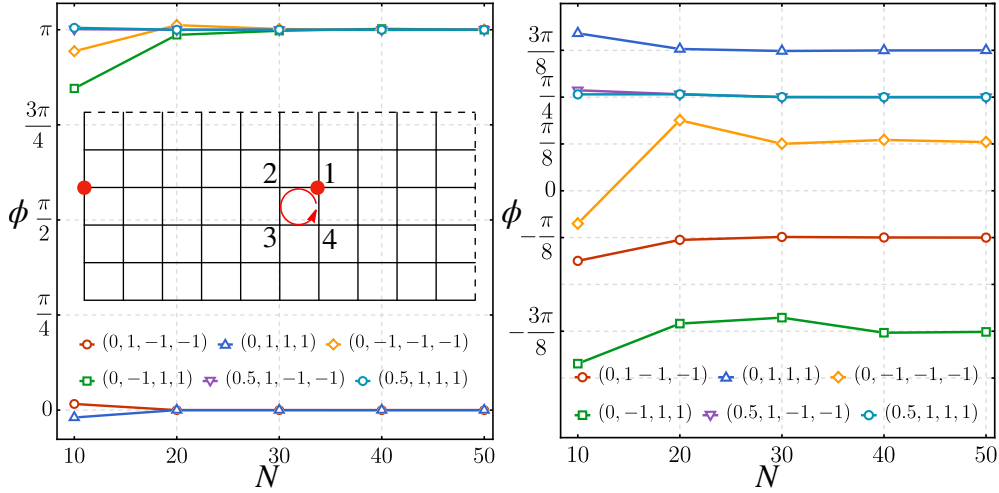 π
3π/4
ϕ π/2
π/4
0
2 1
3 4
(0, 1, -1, -1) (0, 1, 1, 1) (0, -1, -1, -1)
(0, -1, 1, 1) (0.5, 1, -1, -1) (0.5, 1, 1, 1)
10 20 30 40 50
N
3π/8
π/4
π/8
0
ϕ
-π/8
-3π/8
(0, 1 - 1, -1) (0, 1, 1, 1) (0, -1, -1, -1)
(0, -1, 1, 1) (0.5, 1, -1, -1) (0.5, 1, 1, 1)
10 20 30 40 50
N